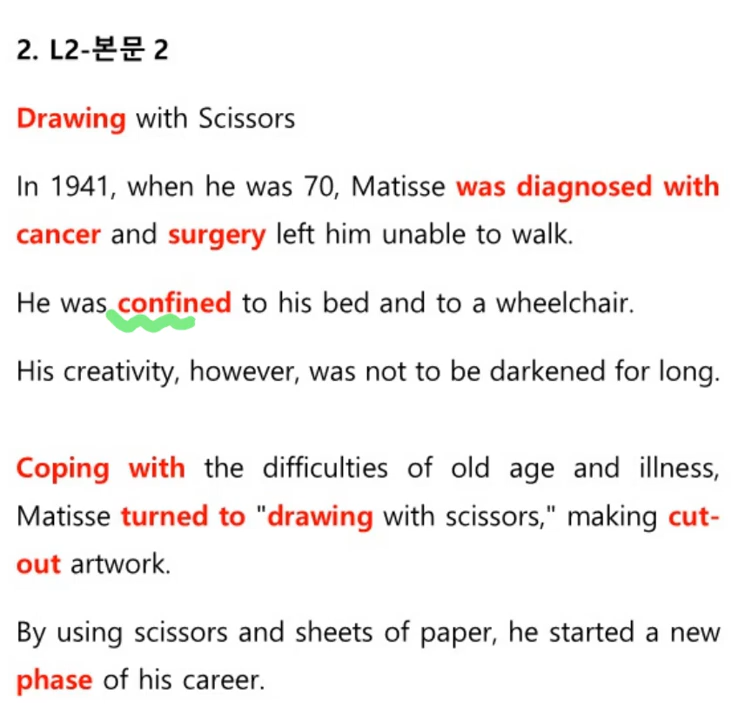 2. L2-본문 2
Drawing with Scissors
In 1941, when he was 70, Matisse was diagnosed with
cancer and surgery left him unable to walk.
He was confined to his bed and to a wheelchair.
His creativity, however, was not to be darkened for long.
Coping with the difficulties of old age and illness,
Matisse turned to "drawing with scissors," making cut-
out artwork.
By using scissors and sheets of paper, he started a new
phase of his career.